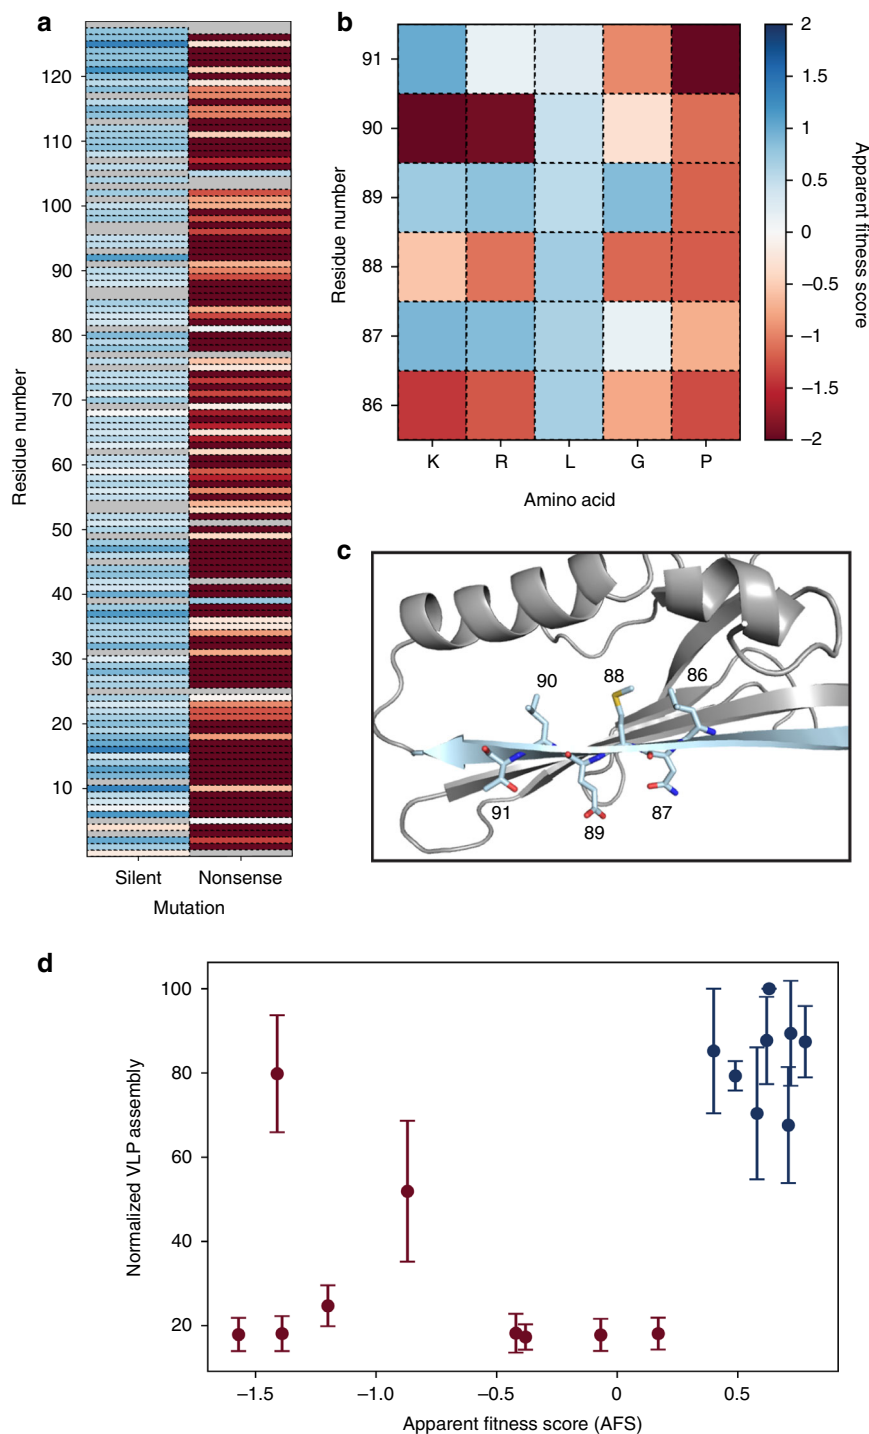 a
120
110
100
90
80
70
60
50
40
30
20
10
Residue number
Silent Nonsense
Mutation
b
91
90
89
88
87
86
Residue number
K R L G P
Amino acid
2
1.5
1
0.5
0
−0.5
−1
−1.5
−2
Apparent fitness score
c
90 88 86
91 89 87
d
100
80
60
40
20
Normalized VLP assembly
−1.5 −1.0 −0.5 0 0.5
Apparent fitness score (AFS)